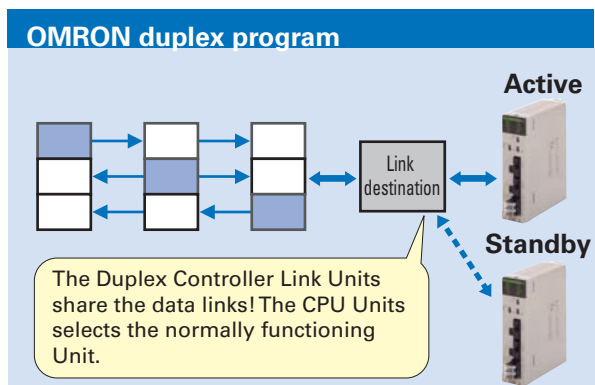 OMRON duplex program
Active
Link
destination
Standby
The Duplex Controller Link Units
share the data links! The CPU Units
selects the normally functioning
Unit.